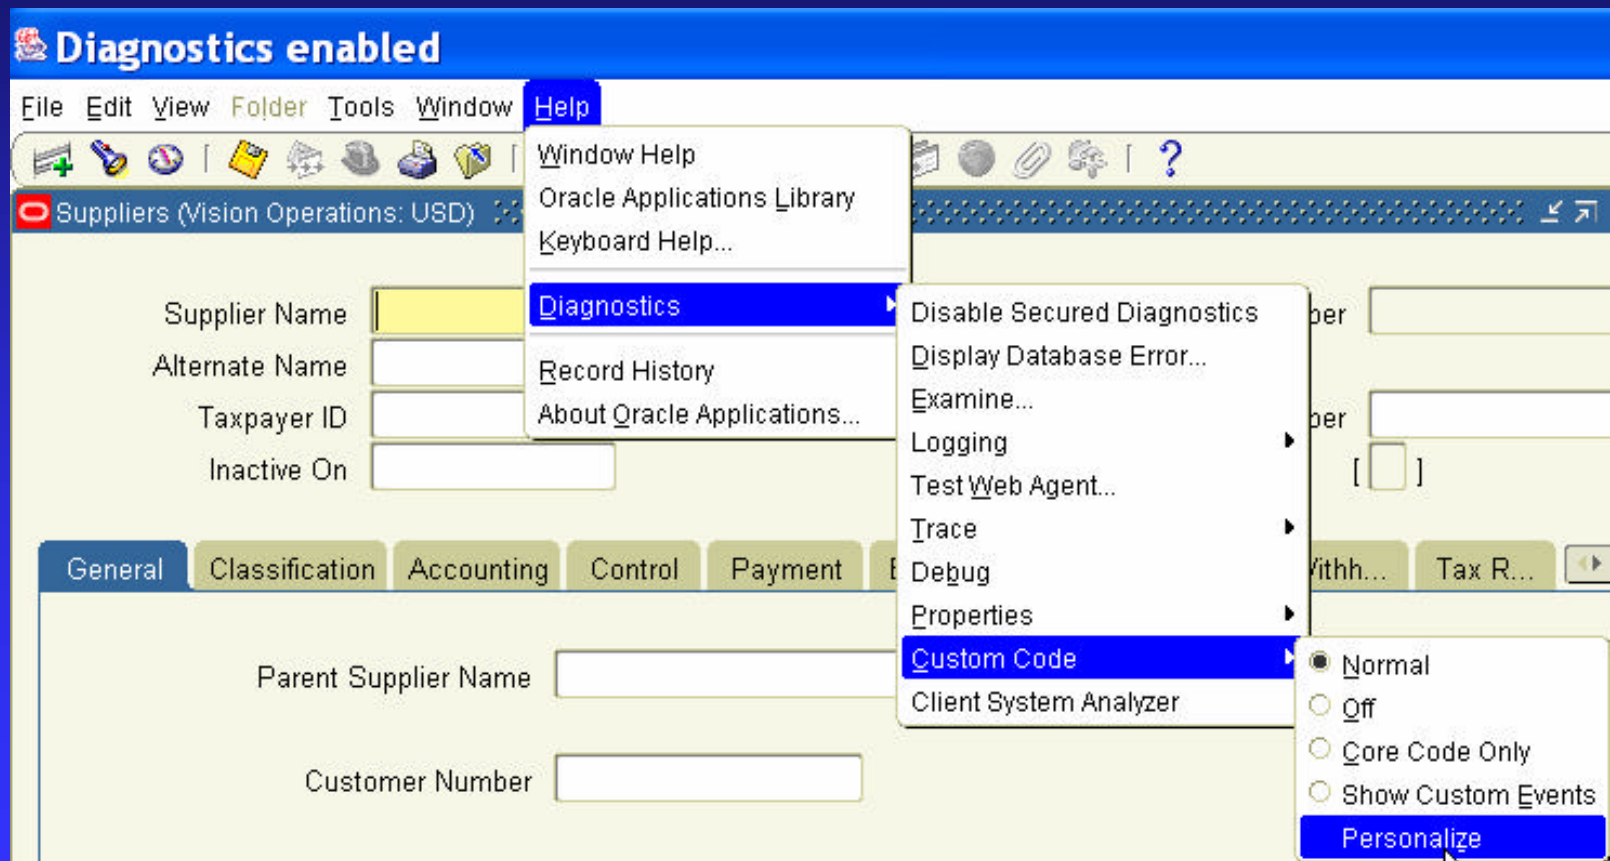 Diagnostics enabled
File Edit View Folder Tools Window Help
Window Help
Oracle Applications Library
Keyboard Help...
Diagnostics
Record History
About Oracle Applications...
Suppliers (Vision Operations: USD)
Supplier Name
Alternate Name
Taxpayer ID
Inactive On
[ ]
Disable Secured Diagnostics
Display Database Error...
Examine...
Logging
Test Web Agent...
Trace
Debug
Properties
Custom Code
Client System Analyzer
Normal
Off
Core Code Only
Show Custom Events
Personalize
General Classification Accounting Control Payment Tax R...
Parent Supplier Name
Customer Number